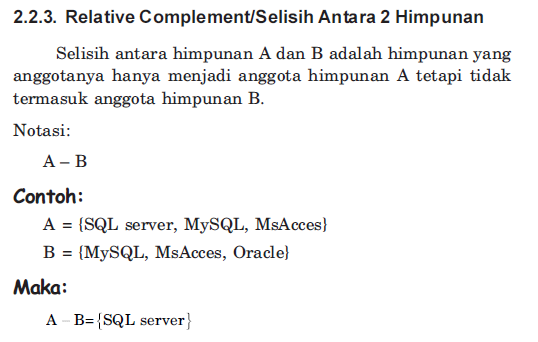 2.2.3. Relative Complement/Selisih Antara 2 Himpunan
Selisih antara himpunan A dan B adalah himpunan yang
anggotanya hanya menjadi anggota himpunan A tetapi tidak
termasuk anggota himpunan B.
Notasi:
A – B
Contoh:
A = {SQL server, MySQL, MsAcces}
B = {MySQL, MsAcces, Oracle}
Maka:
A – B={SQL server}